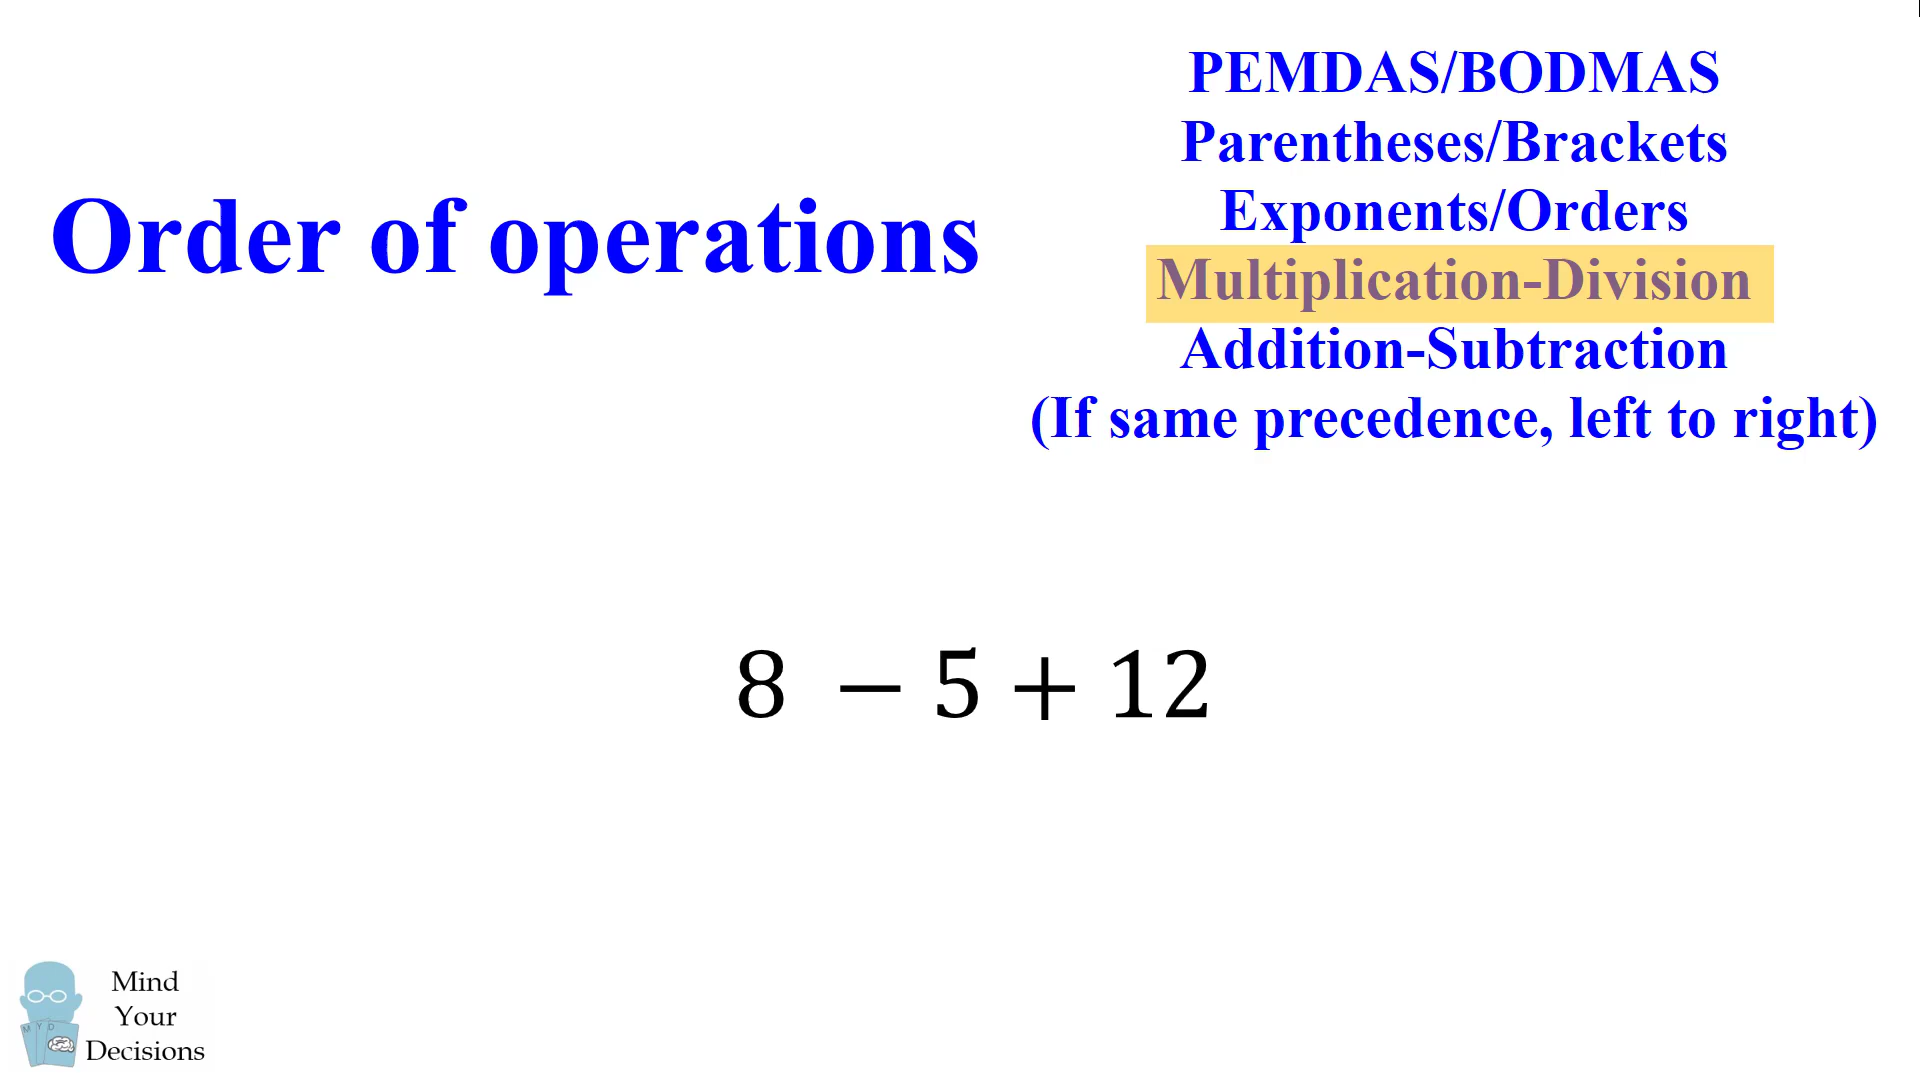 PEMDAS/BODMAS
Parentheses/Brackets
Exponents/Orders
Multiplication-Division
Addition-Subtraction
(If same precedence, left to right)
Order of operations
8 − 5 + 12
Mind
Your
Decisions
M Y D